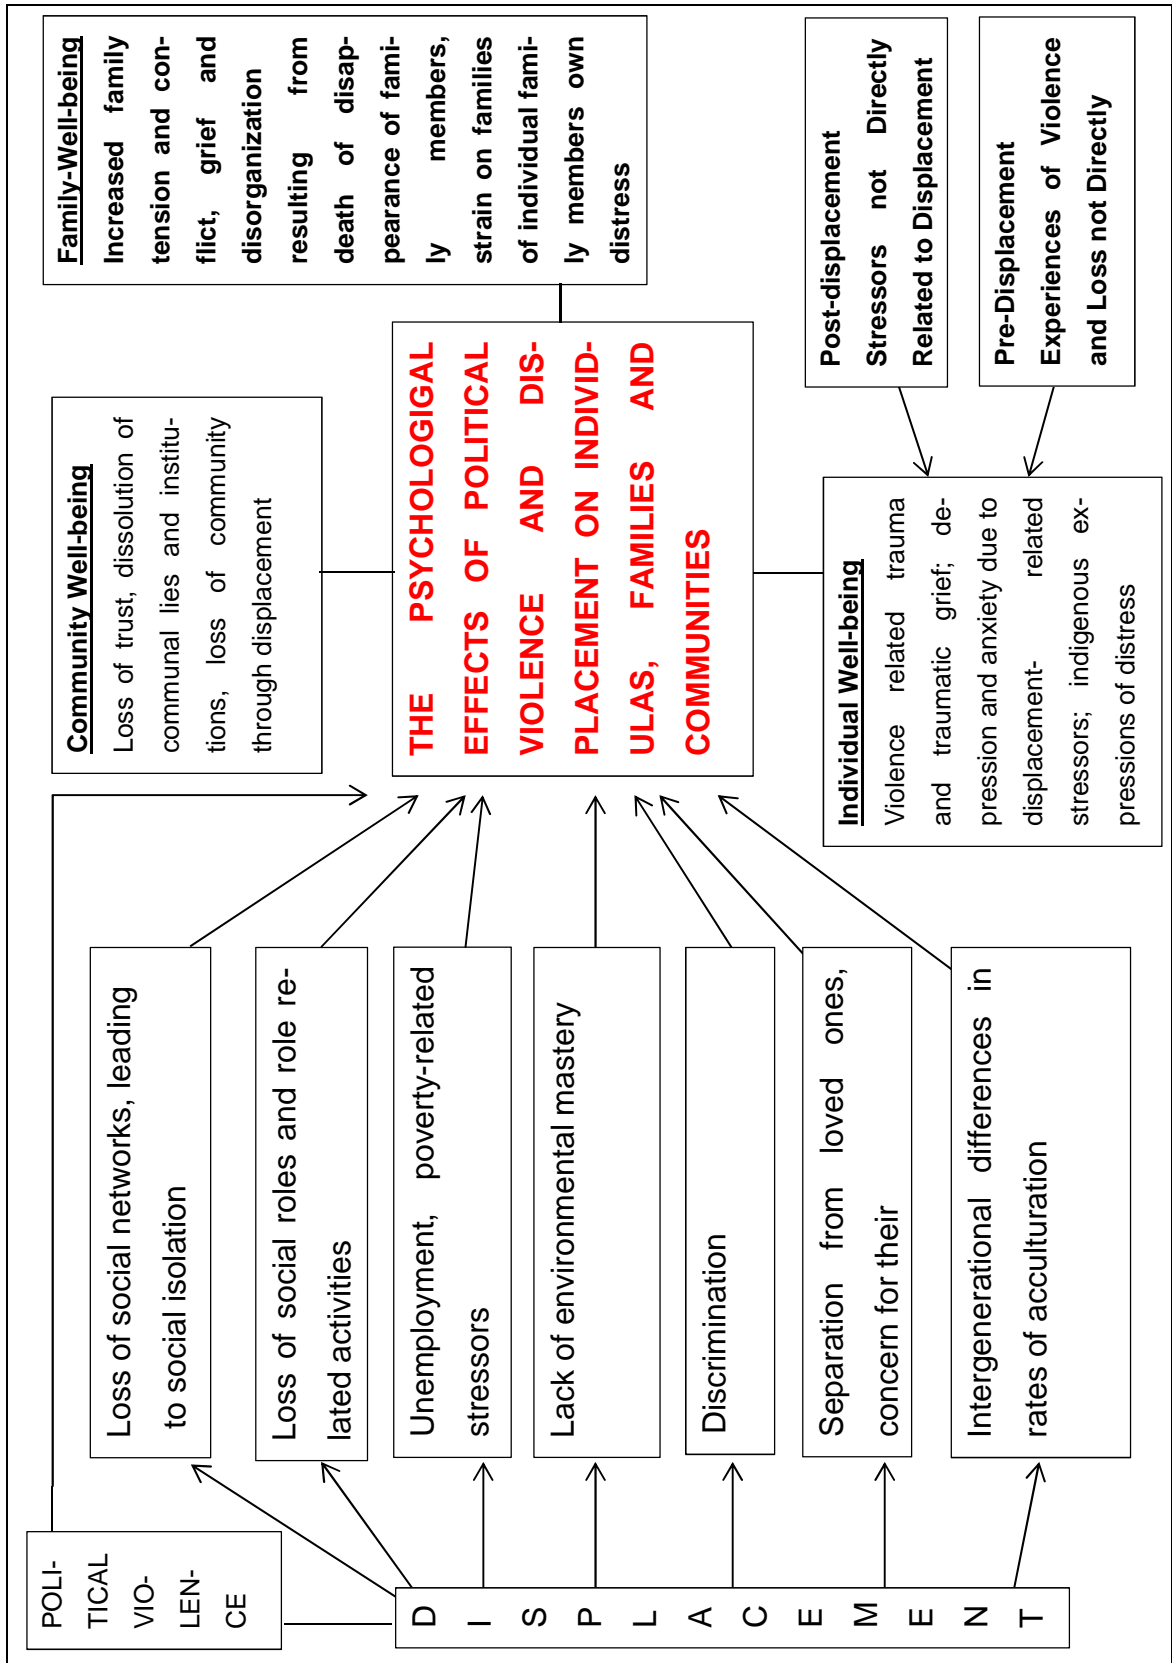 POLI-
TICAL
VIO-
LEN-
CE
D
I
S
P
L
A
C
E
M
E
N
T
Loss of social networks, leading
to social isolation
Loss of social roles and role re-
lated activities
Unemployment, poverty-related
stressors
Lack of environmental mastery
Discrimination
Separation from loved ones,
concern for their
Intergenerational differences in
rates of acculturation
Community Well-being
Loss of trust, dissolution of
communal lies and institu-
tions, loss of community
through displacement
THE PSYCHOLOGIGAL
EFFECTS OF POLITICAL
VIOLENCE AND DIS-
PLACEMENT ON INDIVID-
ULAS, FAMILIES AND
COMMUNITIES
Individual Well-being
Violence related trauma
and traumatic grief; de-
pression and anxiety due to
displacement- related
stressors; indigenous ex-
pressions of distress
Family-Well-being
Increased family
tension and con-
flict, grief and
disorganization
resulting from
death of disap-
pearance of fami-
ly members,
strain on families
of individual fami-
ly members own
distress
Post-displacement
Stressors not Directly
Related to Displacement
Pre-Displacement
Experiences of Violence
and Loss not Directly